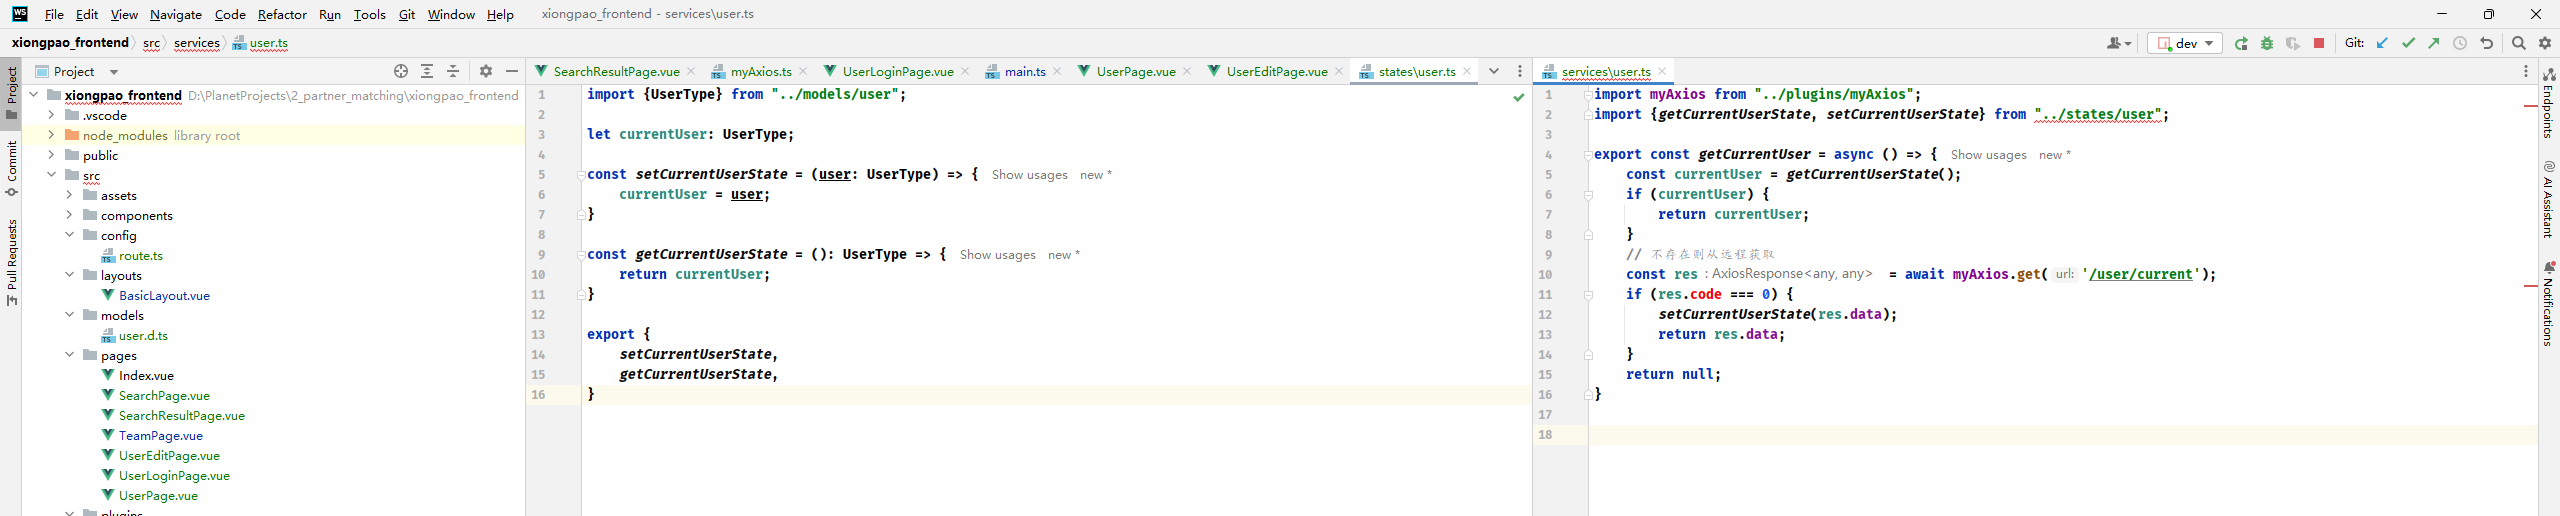 WS File Edit View Navigate Code Refactor Run Tools Git Window Help xiongpao_frontend - services\user.ts
xiongpao_frontend src services user.ts dev Git:
Project
SearchResultPage.vue myAxios.ts UserLoginPage.vue main.ts UserPage.vue UserEditPage.vue states\user.ts services\user.ts
Project
Commit
Pull Requests
xiongpao_frontend D:\PlanetProjects\2_partner_matching\xiongpao_frontend
.vscode
node_modules library root
public
src
assets
components
config
route.ts
layouts
BasicLayout.vue
models
user.d.ts
pages
Index.vue
SearchPage.vue
SearchResultPage.vue
TeamPage.vue
UserEditPage.vue
UserLoginPage.vue
UserPage.vue
plugins
1 import {UserType} from "../models/user";
2
3 let currentUser: UserType;
4
5 const setCurrentUserState = (user: UserType) => { Show usages new *
6 currentUser = user;
7 }
8
9 const getCurrentUserState = (): UserType => { Show usages new *
10 return currentUser;
11 }
12
13 export {
14 setCurrentUserState,
15 getCurrentUserState,
16 }
1 import myAxios from "../plugins/myAxios";
2 import {getCurrentUserState, setCurrentUserState} from "../states/user";
3
4 export const getCurrentUser = async () => { Show usages new *
5 const currentUser = getCurrentUserState();
6 if (currentUser) {
7 return currentUser;
8 }
9 // 不存在则从远程获取
10 const res : AxiosResponse<any, any> = await myAxios.get( url: '/user/current');
11 if (res.code === 0) {
12 setCurrentUserState(res.data);
13 return res.data;
14 }
15 return null;
16 }
17
18
Endpoints
AI Assistant
Notifications